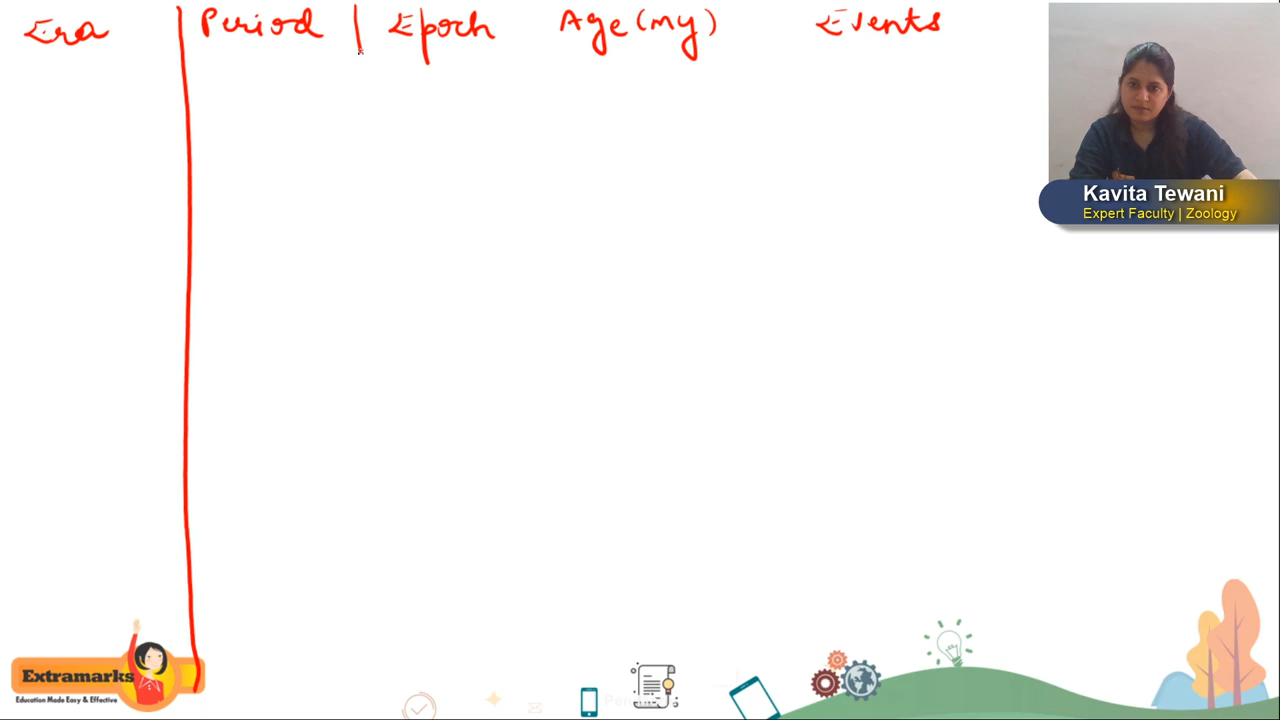 Era Period Epoch Age (my) Events
Kavita Tewani
Expert Faculty | Zoology
Extramarks
Education Made Easy & Effective